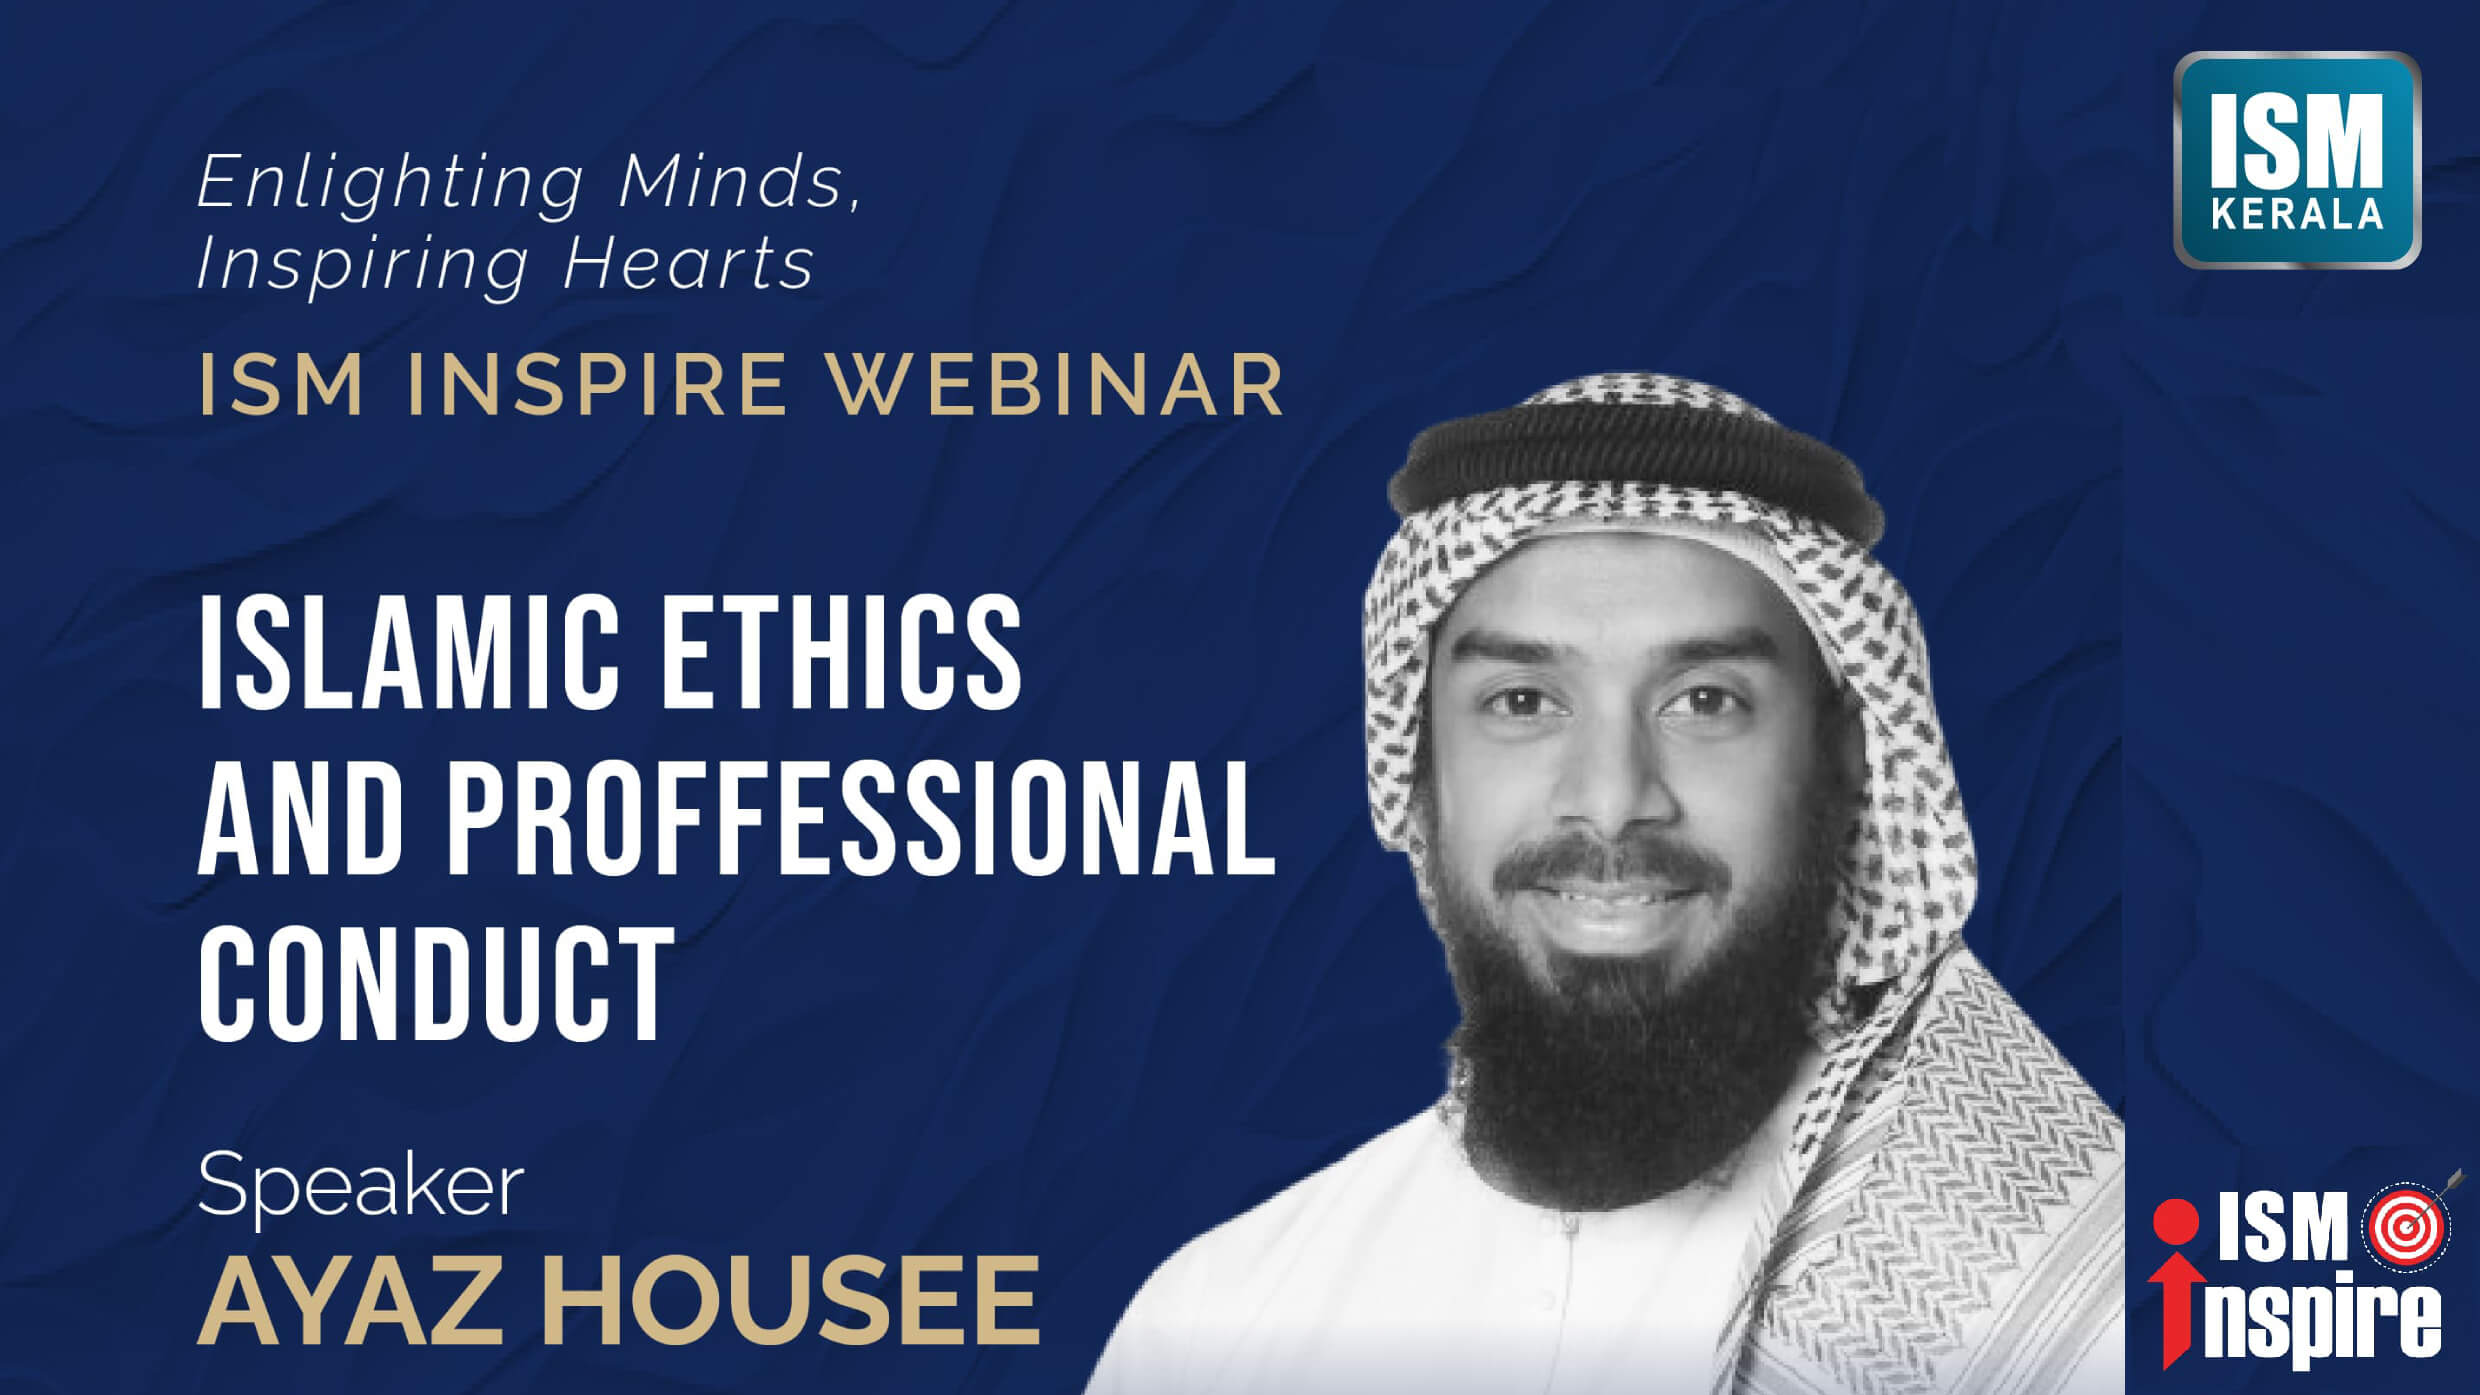 Enlighting Minds,
Inspiring Hearts
ISM INSPIRE WEBINAR
ISLAMIC ETHICS
AND PROFFESSIONAL
CONDUCT
Speaker
AYAZ HOUSEE
ISM
KERALA
ISM
inspire